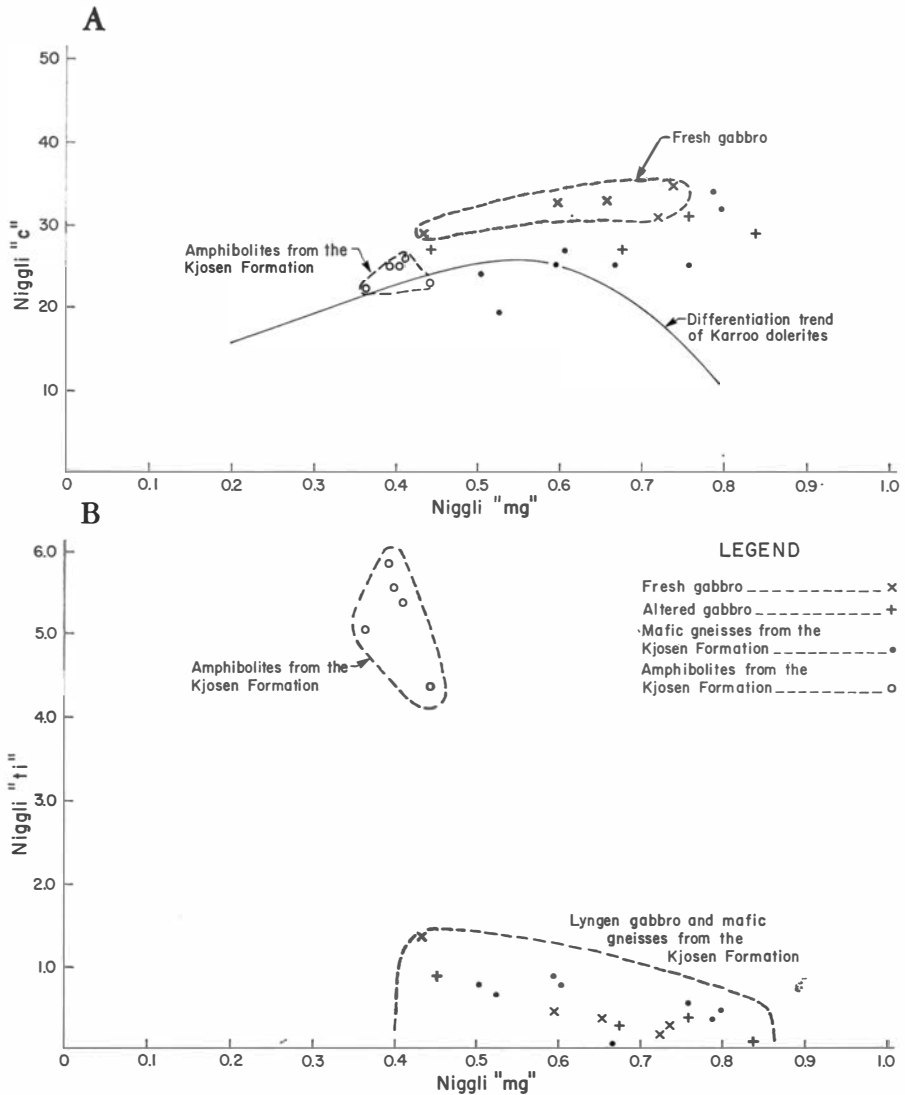 A
50
40
30
20
10
Niggli "c"
Fresh gabbro
Amphibolites from the
Kjosen Formation
Differentiation trend
of Karroo dolerites
0 0.1 0.2 0.3 0.4 0.5 0.6 0.7 0.8 0.9 1.0
Niggli "mg"
B
6.0
5.0
4.0
3.0
2.0
1.0
0
Niggli "ti"
Amphibolites from the
Kjosen Formation
LEGEND
Fresh gabbro
Altered gabbro
Mafic gneisses from the
Kjosen Formation
Amphibolites from the
Kjosen Formation
Lyngen gabbro and mafic
gneisses from the
Kjosen Formation
0 0.1 0.2 0.3 0.4 0.5 0.6 0.7 0.8 0.9 1.0
Niggli "mg"